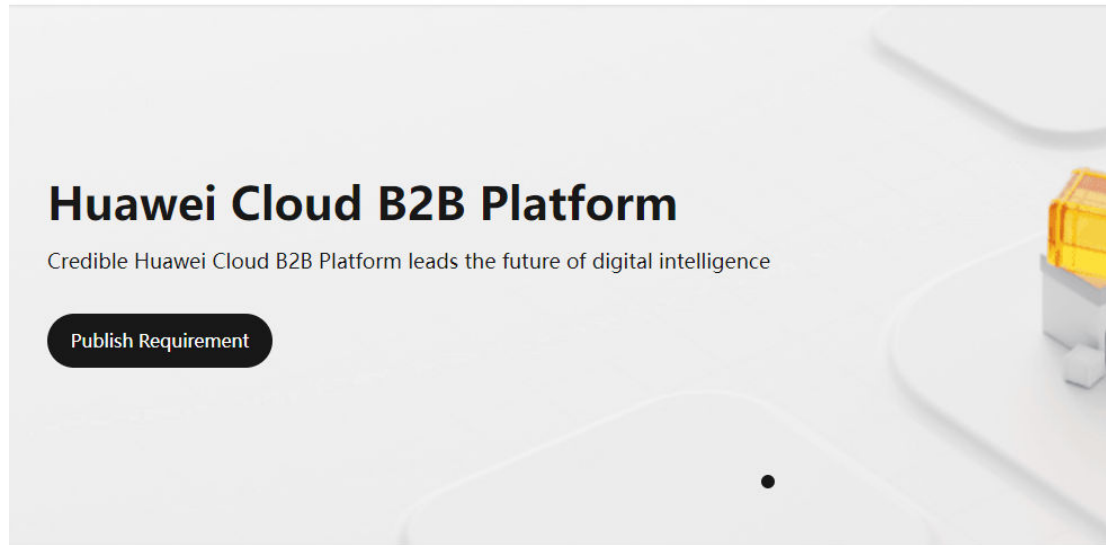 Huawei Cloud B2B Platform
Credible Huawei Cloud B2B Platform leads the future of digital intelligence
Publish Requirement